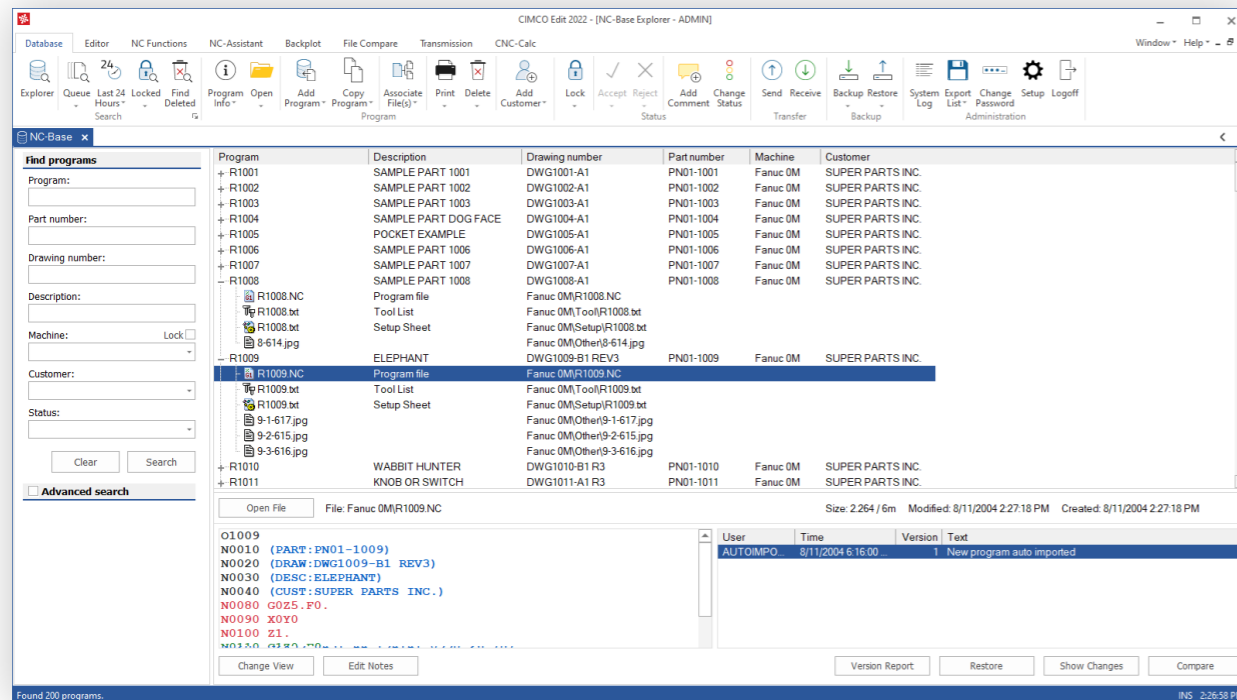 CIMCO Edit 2022 - [NC-Base Explorer - ADMIN]
Database Editor NC Functions NC-Assistant Backplot File Compare Transmission CNC-Calc Window Help
Explorer Queue Last 24 Hours Locked Find Deleted Program Info Open Add Program Copy Program Associate File(s) Print Delete Add Customer Lock Accept Reject Add Comment Change Status Send Receive Backup Restore System Log Export List Change Password Setup Logoff
Search Program Status Transfer Backup Administration
NC-Base
Find programs
Program:
Part number:
Drawing number:
Description:
Machine: Lock
Customer:
Status:
Clear Search
Advanced search
Program Description Drawing number Part number Machine Customer
R1001 SAMPLE PART 1001 DWG1001-A1 PN01-1001 Fanuc 0M SUPER PARTS INC.
R1002 SAMPLE PART 1002 DWG1002-A1 PN01-1002 Fanuc 0M SUPER PARTS INC.
R1003 SAMPLE PART 1003 DWG1003-A1 PN01-1003 Fanuc 0M SUPER PARTS INC.
R1004 SAMPLE PART DOG FACE DWG1004-A1 PN01-1004 Fanuc 0M SUPER PARTS INC.
R1005 POCKET EXAMPLE DWG1005-A1 PN01-1005 Fanuc 0M SUPER PARTS INC.
R1006 SAMPLE PART 1006 DWG1006-A1 PN01-1006 Fanuc 0M SUPER PARTS INC.
R1007 SAMPLE PART 1007 DWG1007-A1 PN01-1007 Fanuc 0M SUPER PARTS INC.
R1008 SAMPLE PART 1008 DWG1008-A1 PN01-1008 Fanuc 0M SUPER PARTS INC.
R1008.NC Program file Fanuc 0M\R1008.NC
R1008.txt Tool List Fanuc 0M\Tool\R1008.txt
R1008.txt Setup Sheet Fanuc 0M\Setup\R1008.txt
8-614.jpg Fanuc 0M\Other\8-614.jpg
R1009 ELEPHANT DWG1009-B1 REV3 PN01-1009 Fanuc 0M SUPER PARTS INC.
R1009.NC Program file Fanuc 0M\R1009.NC
R1009.txt Tool List Fanuc 0M\Tool\R1009.txt
R1009.txt Setup Sheet Fanuc 0M\Setup\R1009.txt
9-1-617.jpg Fanuc 0M\Other\9-1-617.jpg
9-2-615.jpg Fanuc 0M\Other\9-2-615.jpg
9-3-616.jpg Fanuc 0M\Other\9-3-616.jpg
R1010 WABBIT HUNTER DWG1010-B1 R3 PN01-1010 Fanuc 0M SUPER PARTS INC.
R1011 KNOB OR SWITCH DWG1011-A1 R3 PN01-1011 Fanuc 0M SUPER PARTS INC.
Open File File: Fanuc 0M\R1009.NC Size: 2.264 / 6m Modified: 8/11/2004 2:27:18 PM Created: 8/11/2004 2:27:18 PM
O1009
N0010 (PART:PN01-1009)
N0020 (DRAW:DWG1009-B1 REV3)
N0030 (DESC:ELEPHANT)
N0040 (CUST:SUPER PARTS INC.)
N0080 G0Z5.F0.
N0090 X0Y0
N0100 Z1.
User Time Version Text
AUTOIMPO... 8/11/2004 6:16:00 ... 1 New program auto imported
Change View Edit Notes Version Report Restore Show Changes Compare
Found 200 programs. INS 2:26:58